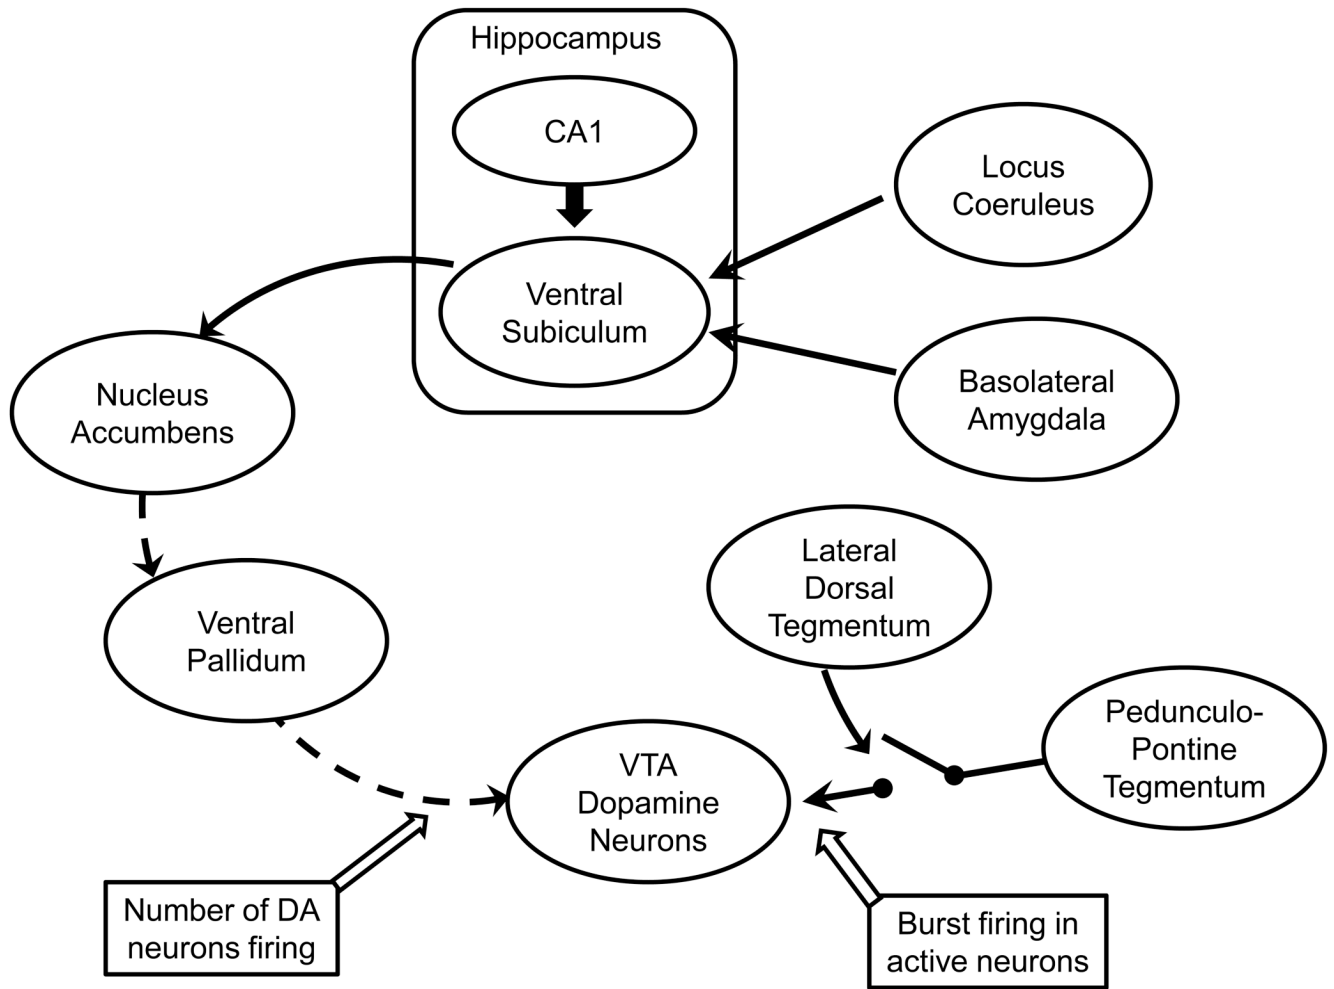 Hippocampus
CA1
Locus
Coeruleus
Ventral
Subiculum
Nucleus
Accumbens
Basolateral
Amygdala
Lateral
Dorsal
Tegmentum
Ventral
Pallidum
Pedunculo-
Pontine
Tegmentum
VTA
Dopamine
Neurons
Number of DA
neurons firing
Burst firing in
active neurons